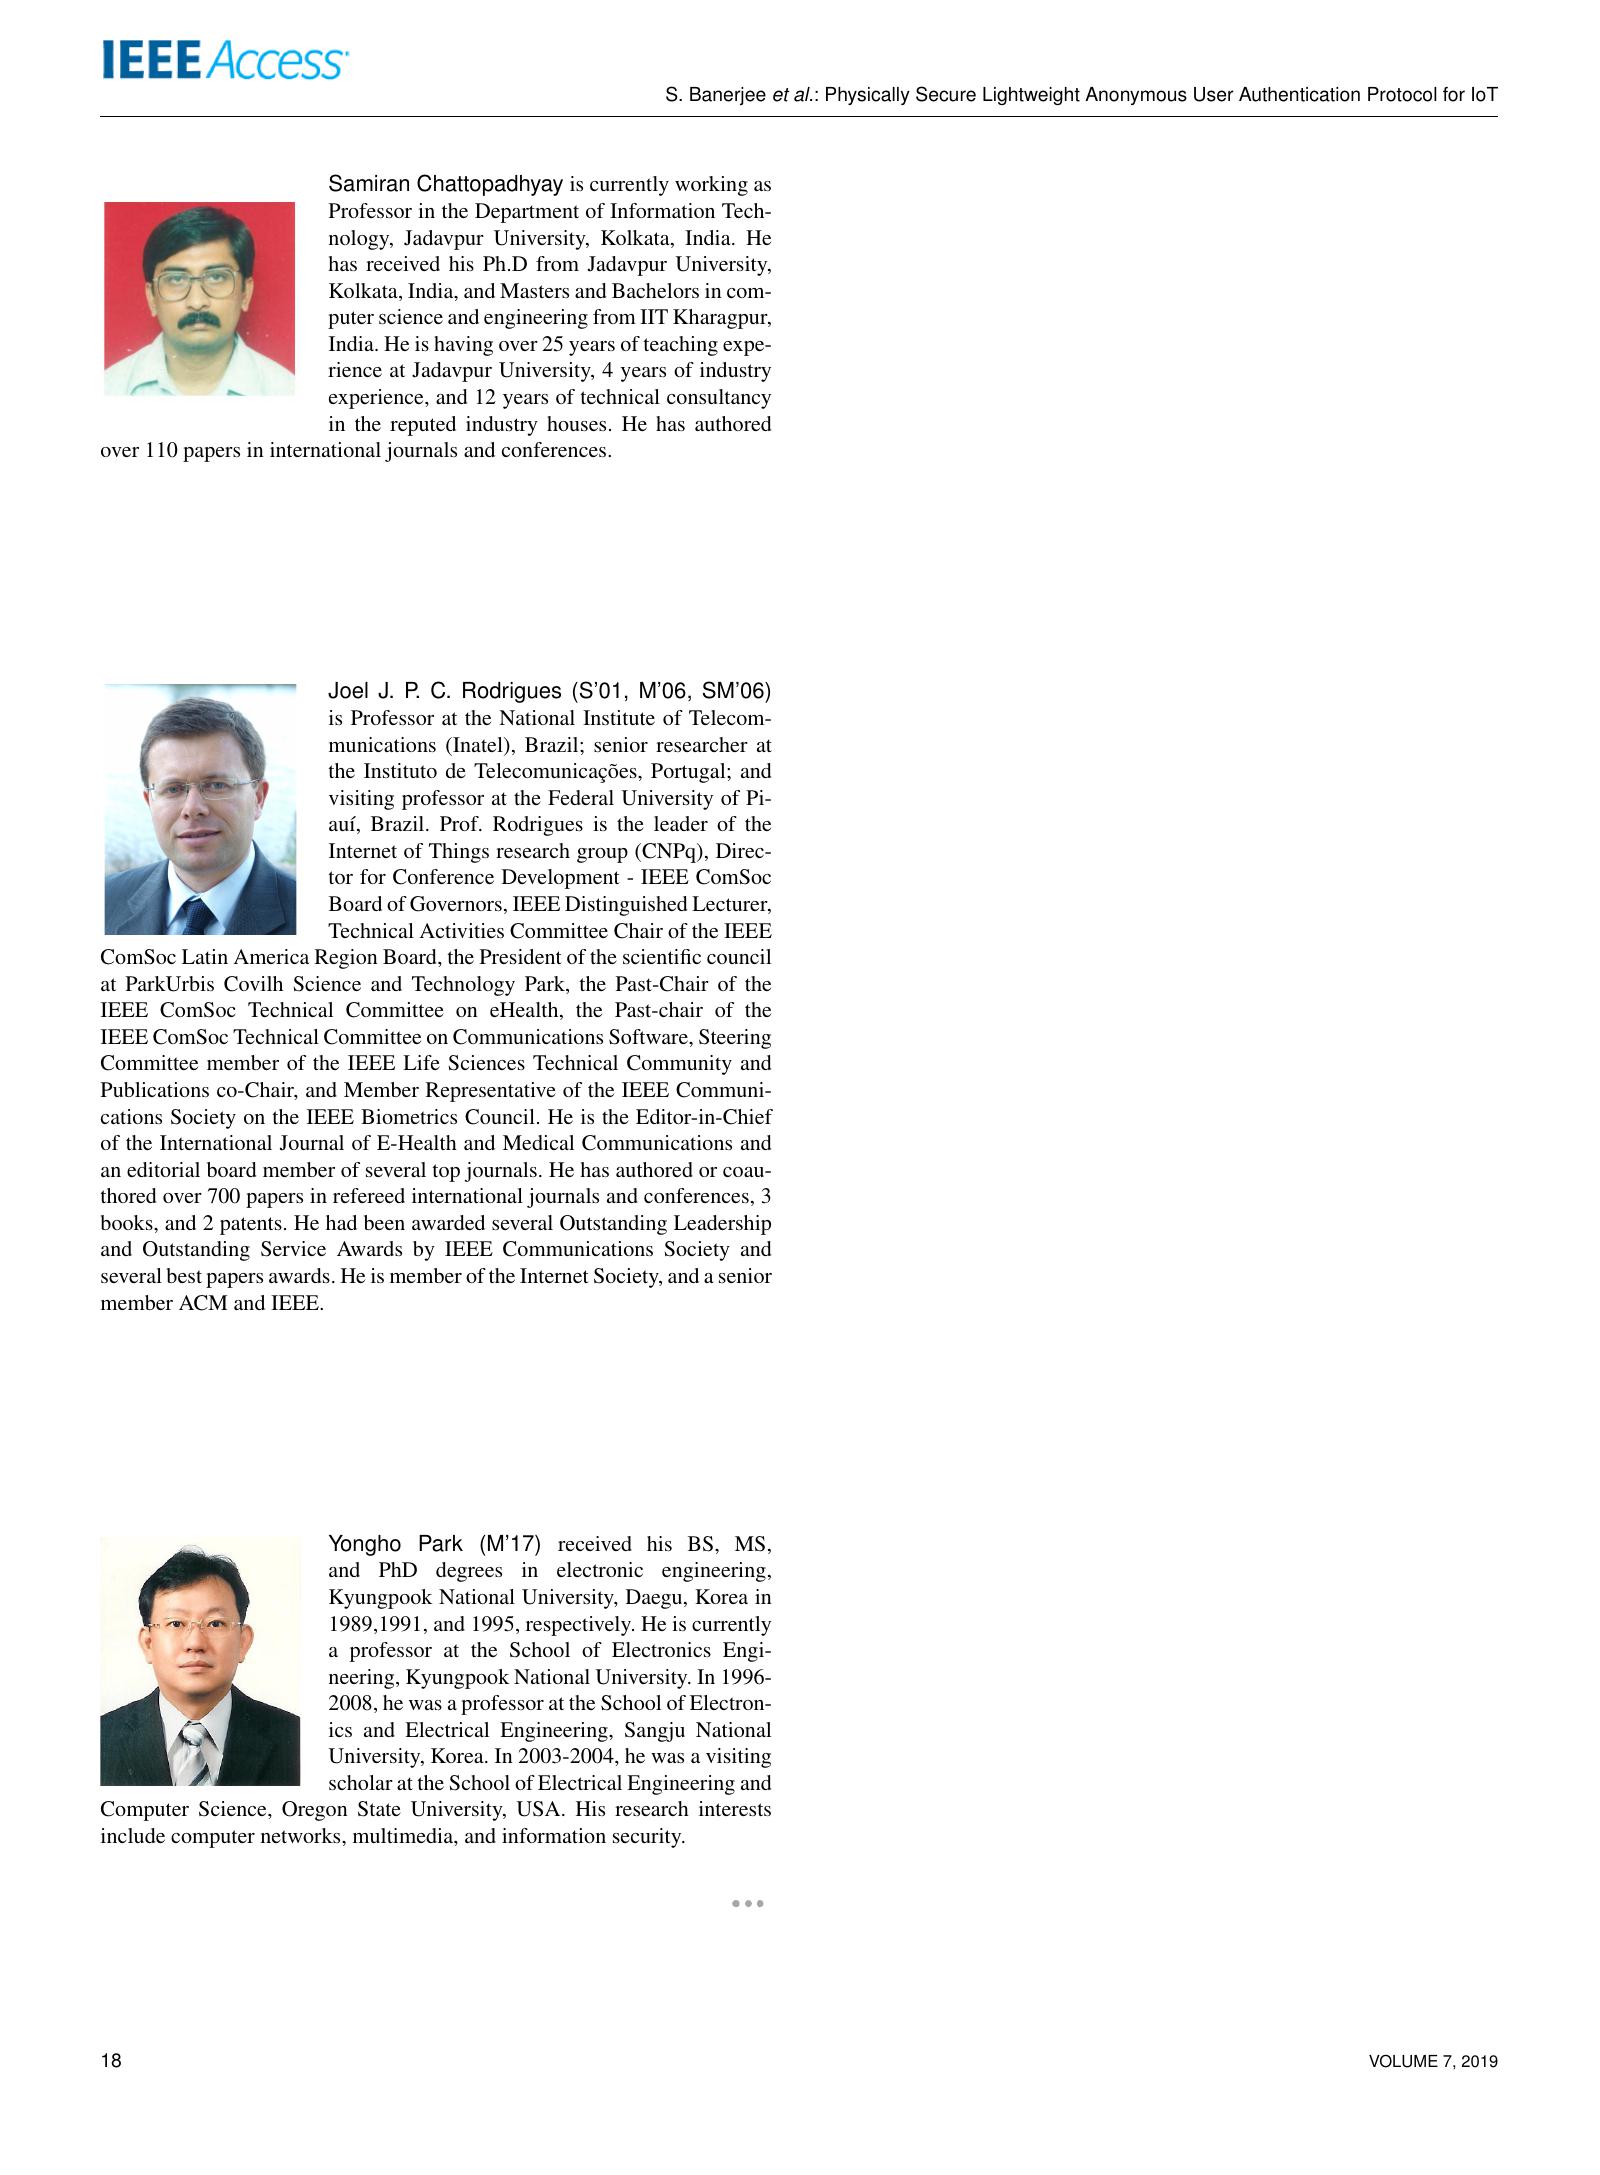 IEEE Access
S. Banerjee et al.: Physically Secure Lightweight Anonymous User Authentication Protocol for IoT
Samiran Chattopadhyay is currently working as
Professor in the Department of Information Tech-
nology, Jadavpur University, Kolkata, India. He
has received his Ph.D from Jadavpur University,
Kolkata, India, and Masters and Bachelors in com-
puter science and engineering from IIT Kharagpur,
India. He is having over 25 years of teaching expe-
rience at Jadavpur University, 4 years of industry
experience, and 12 years of technical consultancy
in the reputed industry houses. He has authored
over 110 papers in international journals and conferences.
Joel J. P. C. Rodrigues (S'01, M'06, SM'06)
is Professor at the National Institute of Telecom-
munications (Inatel), Brazil; senior researcher at
the Instituto de Telecomunicações, Portugal; and
visiting professor at the Federal University of Pi-
auí, Brazil. Prof. Rodrigues is the leader of the
Internet of Things research group (CNPq), Direc-
tor for Conference Development - IEEE ComSoc
Board of Governors, IEEE Distinguished Lecturer,
Technical Activities Committee Chair of the IEEE
ComSoc Latin America Region Board, the President of the scientific council
at ParkUrbis Covilh Science and Technology Park, the Past-Chair of the
IEEE ComSoc Technical Committee on eHealth, the Past-chair of the
IEEE ComSoc Technical Committee on Communications Software, Steering
Committee member of the IEEE Life Sciences Technical Community and
Publications co-Chair, and Member Representative of the IEEE Communi-
cations Society on the IEEE Biometrics Council. He is the Editor-in-Chief
of the International Journal of E-Health and Medical Communications and
an editorial board member of several top journals. He has authored or coau-
thored over 700 papers in refereed international journals and conferences, 3
books, and 2 patents. He had been awarded several Outstanding Leadership
and Outstanding Service Awards by IEEE Communications Society and
several best papers awards. He is member of the Internet Society, and a senior
member ACM and IEEE.
Yongho Park (M'17) received his BS, MS,
and PhD degrees in electronic engineering,
Kyungpook National University, Daegu, Korea in
1989,1991, and 1995, respectively. He is currently
a professor at the School of Electronics Engi-
neering, Kyungpook National University. In 1996-
2008, he was a professor at the School of Electron-
ics and Electrical Engineering, Sangju National
University, Korea. In 2003-2004, he was a visiting
scholar at the School of Electrical Engineering and
Computer Science, Oregon State University, USA. His research interests
include computer networks, multimedia, and information security.
•••
18
VOLUME 7, 2019